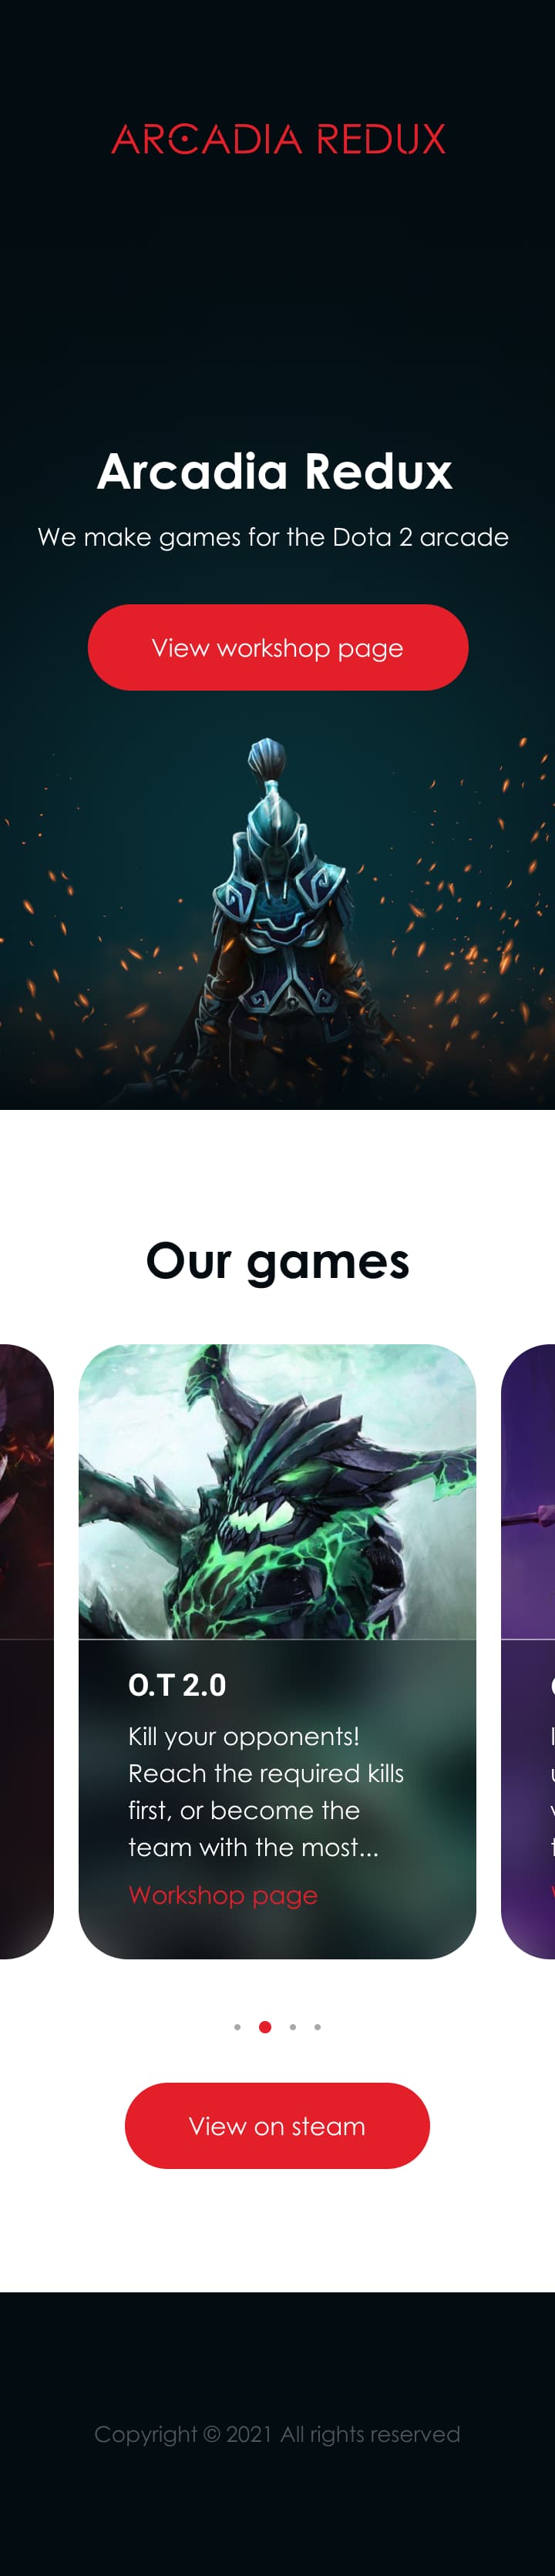 ARCADIA REDUX
Arcadia Redux
We make games for the Dota 2 arcade
View workshop page
Our games
O.T 2.0
Kill your opponents!
Reach the required kills
first, or become the
team with the most...
Workshop page
View on steam
Copyright © 2021 All rights reserved